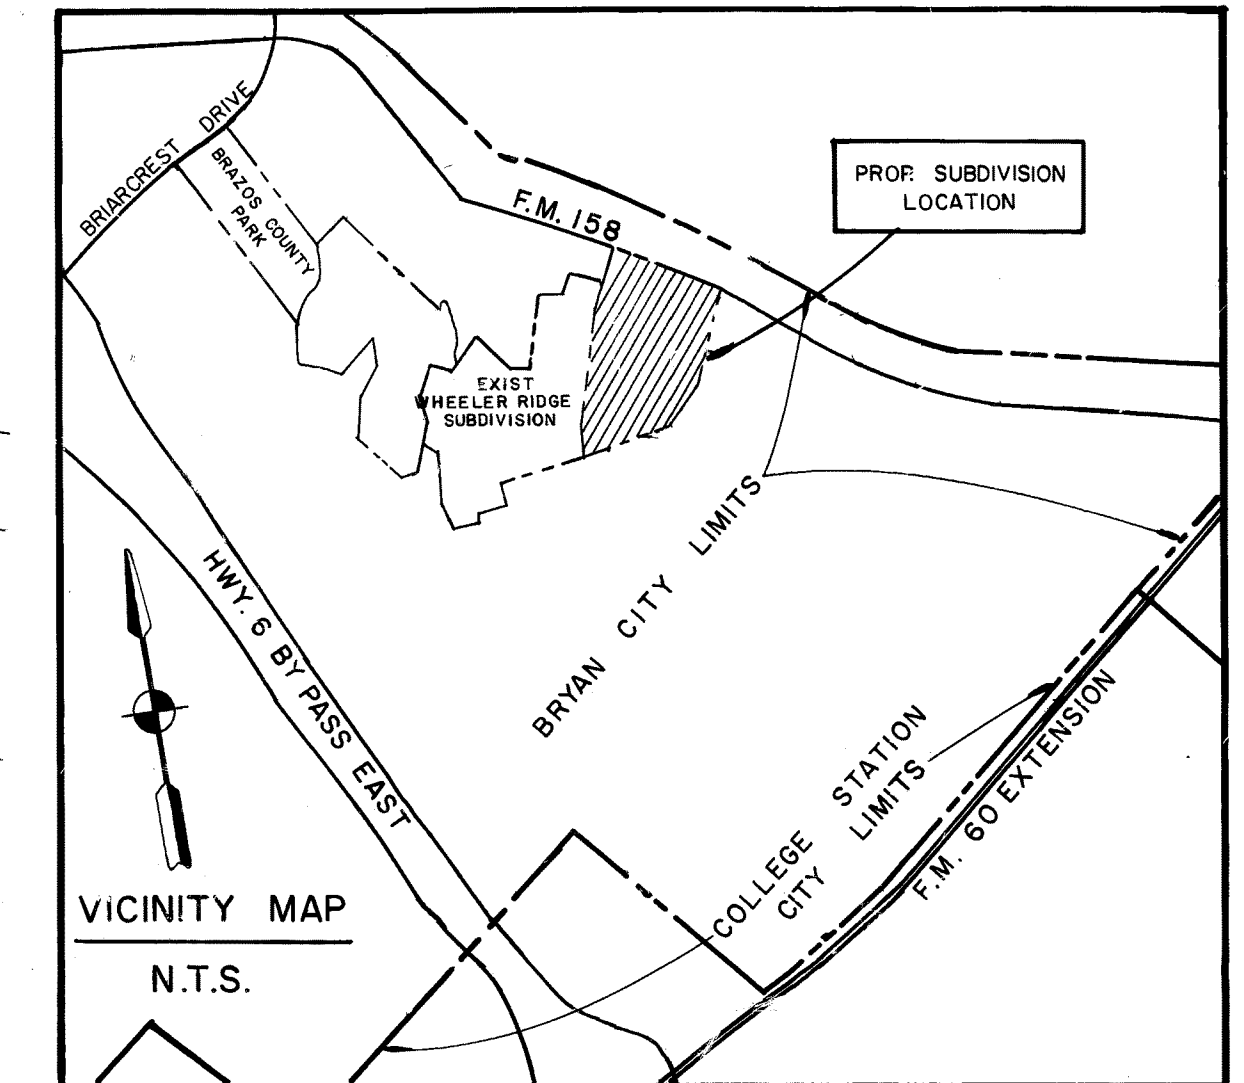 BRIARCREST DRIVE
BRAZOS COUNTY
PARK
F.M. 158
PROP. SUBDIVISION
LOCATION
EXIST
WHEELER RIDGE
SUBDIVISION
BRYAN CITY LIMITS
HWY. 6 BY PASS EAST
COLLEGE STATION
CITY LIMITS
F.M. 60 EXTENSION
VICINITY MAP
N.T.S.